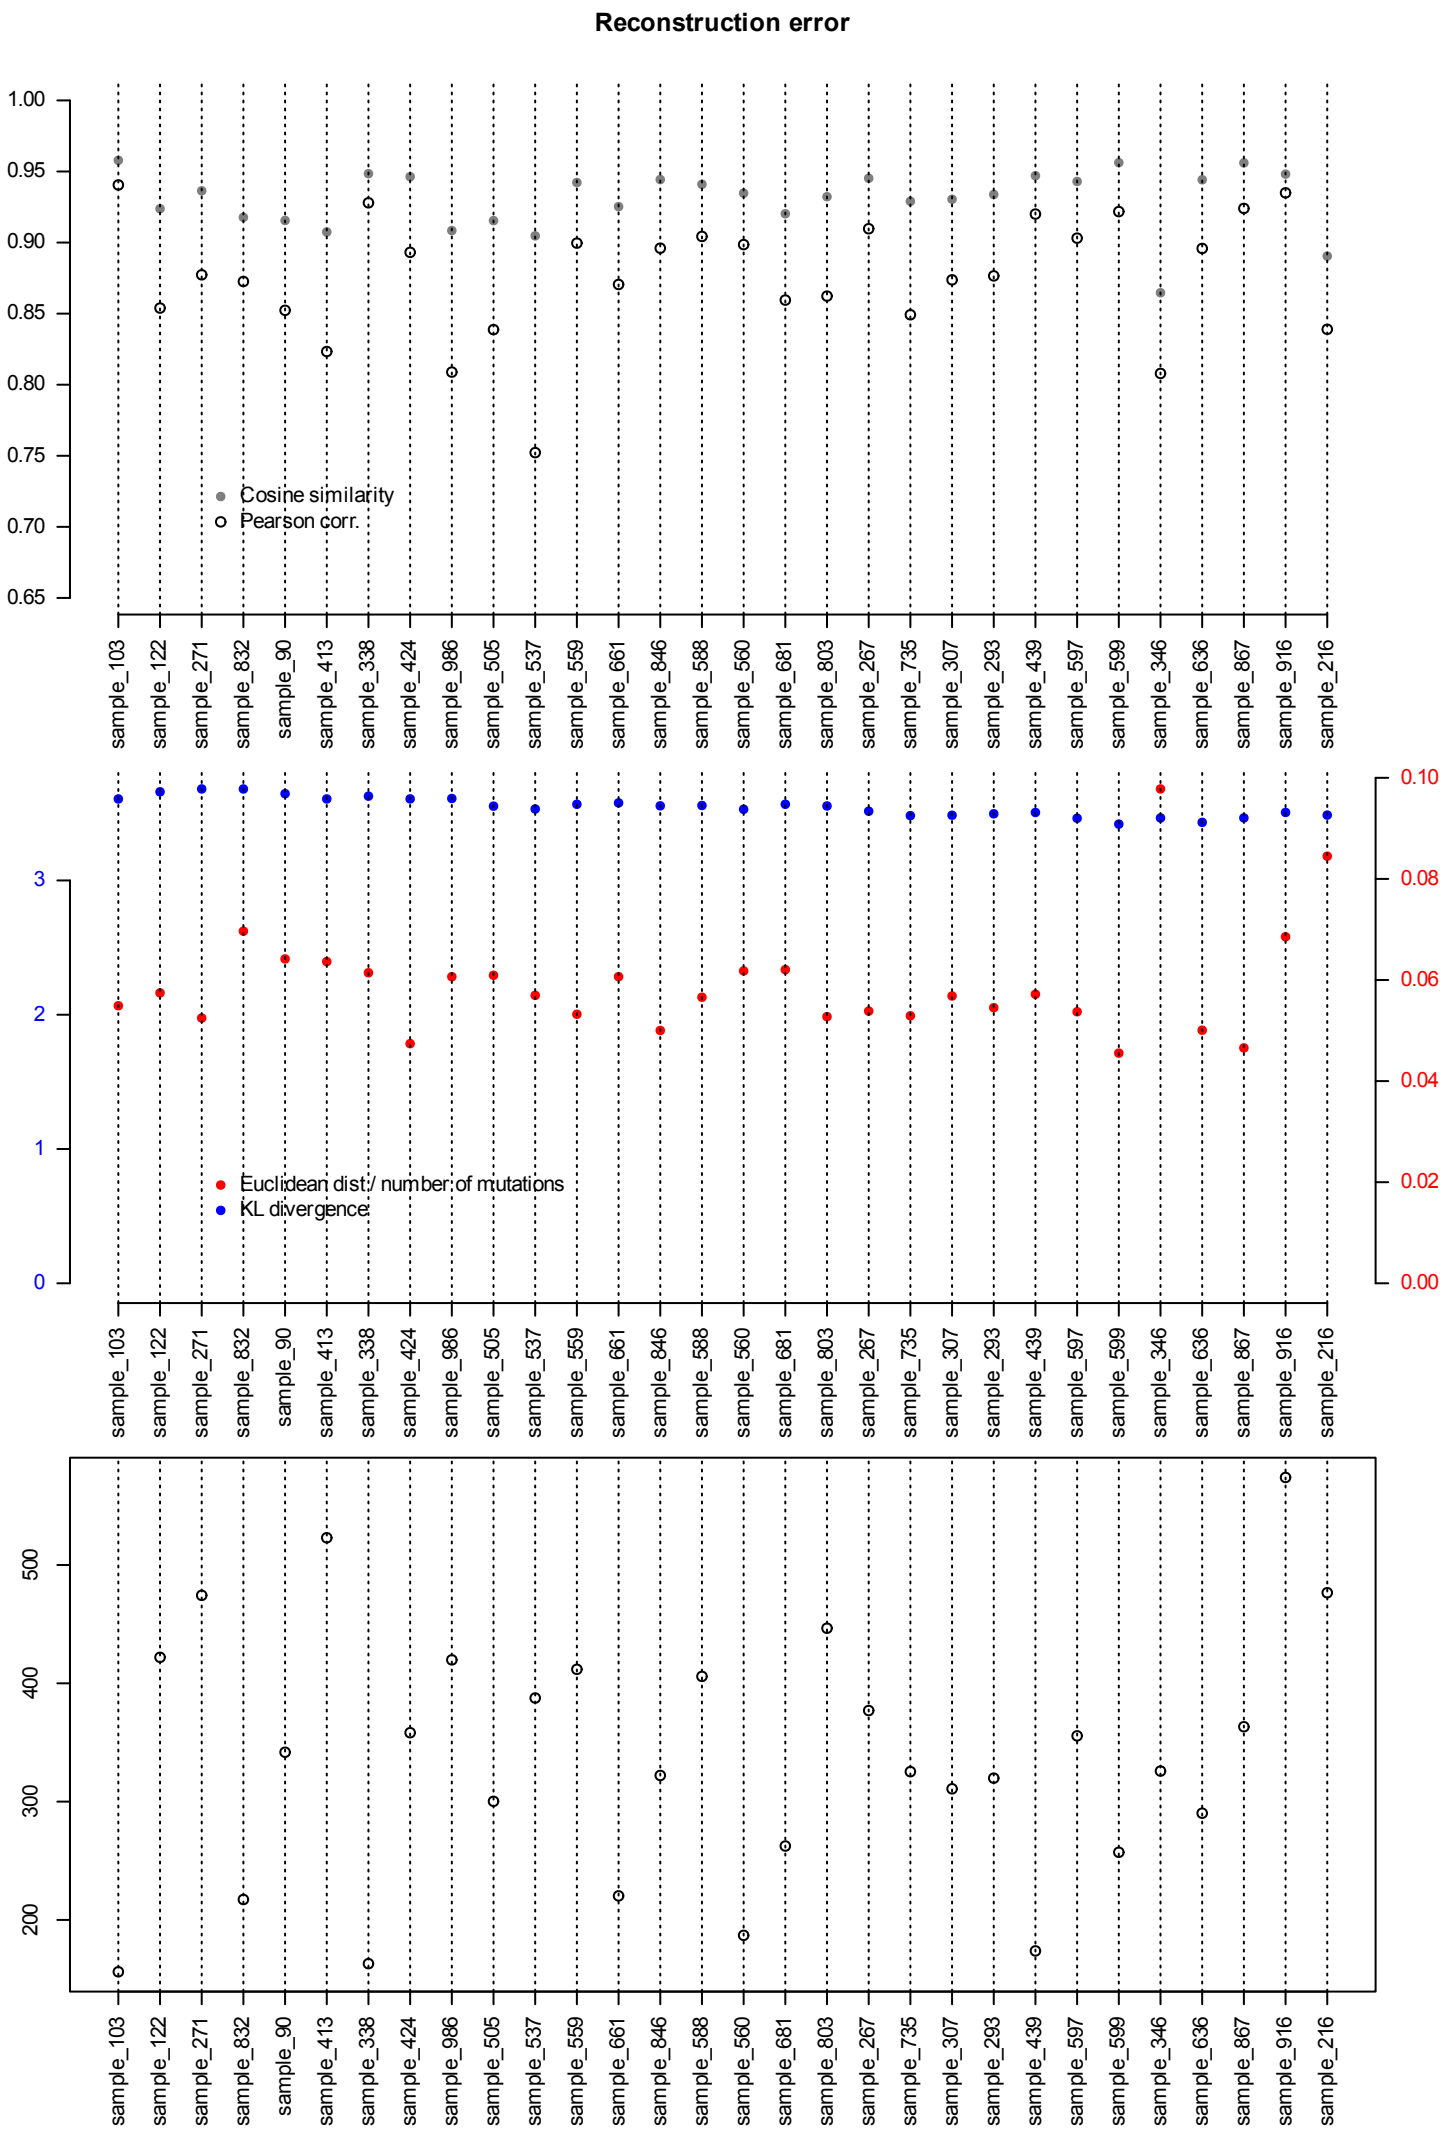 Reconstruction error
1.00
0.95
0.90
0.85
0.80
0.75
0.70
0.65
Cosine similarity
Pearson corr.
sample_103
sample_122
sample_271
sample_832
sample_90
sample_413
sample_338
sample_424
sample_986
sample_505
sample_537
sample_559
sample_661
sample_846
sample_588
sample_560
sample_681
sample_803
sample_267
sample_735
sample_307
sample_293
sample_439
sample_597
sample_599
sample_346
sample_636
sample_867
sample_916
sample_216
3
2
1
0
0.10
0.08
0.06
0.04
0.02
0.00
Euclidean dist./ number of mutations
KL divergence
sample_103
sample_122
sample_271
sample_832
sample_90
sample_413
sample_338
sample_424
sample_986
sample_505
sample_537
sample_559
sample_661
sample_846
sample_588
sample_560
sample_681
sample_803
sample_267
sample_735
sample_307
sample_293
sample_439
sample_597
sample_599
sample_346
sample_636
sample_867
sample_916
sample_216
500
400
300
200
sample_103
sample_122
sample_271
sample_832
sample_90
sample_413
sample_338
sample_424
sample_986
sample_505
sample_537
sample_559
sample_661
sample_846
sample_588
sample_560
sample_681
sample_803
sample_267
sample_735
sample_307
sample_293
sample_439
sample_597
sample_599
sample_346
sample_636
sample_867
sample_916
sample_216